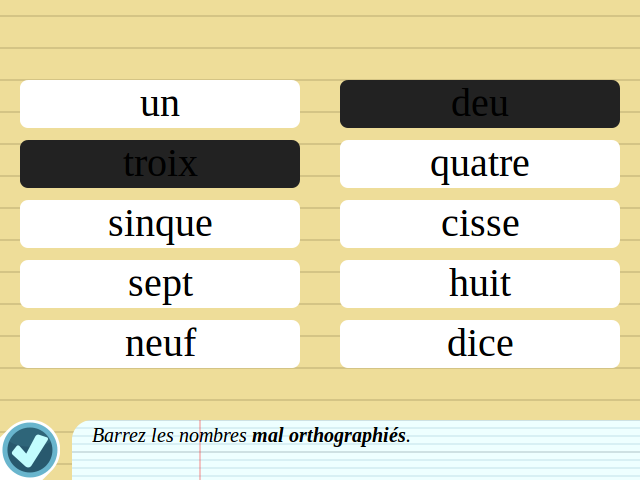 un
deu
troix
quatre
sinque
cisse
sept
huit
neuf
dice
Barrez les nombres mal orthographiés.